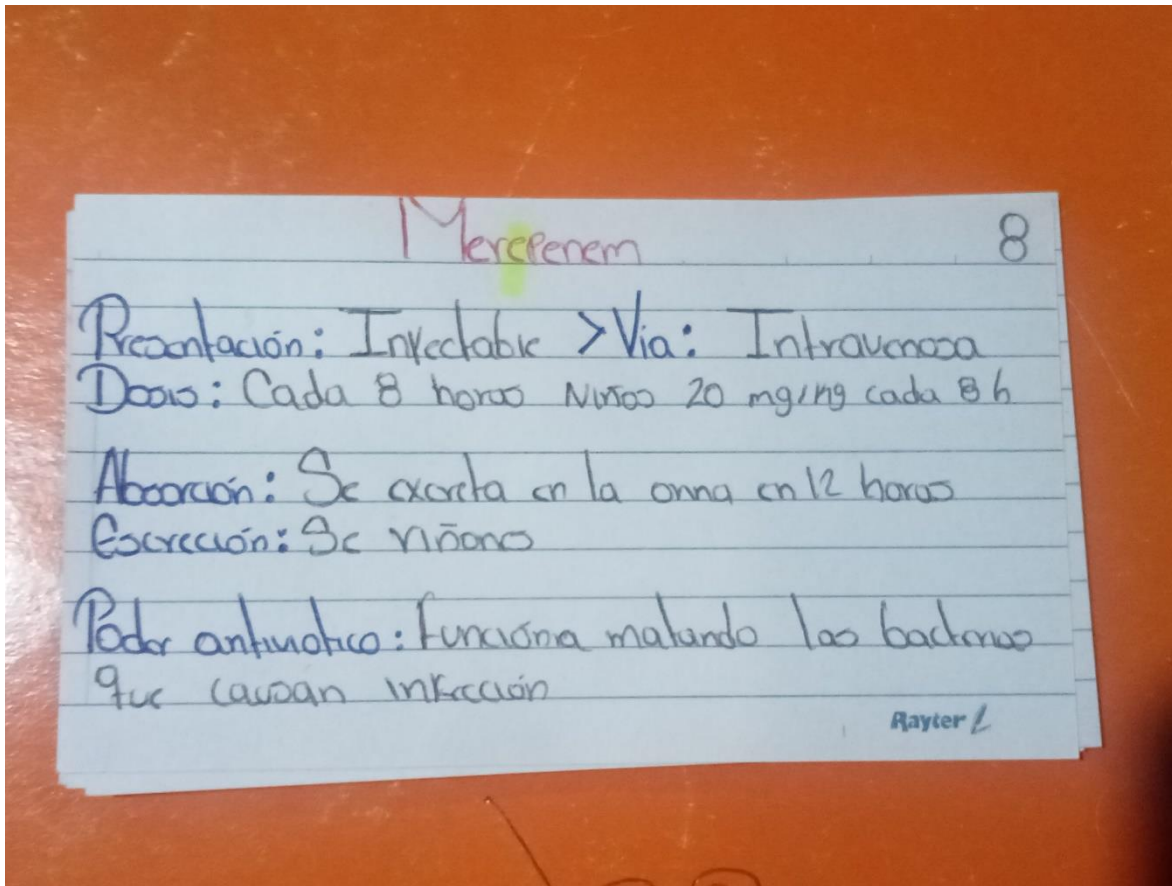 Merepenem 8
Presentación: Inyectable > Via: Intravenosa
Dosis: Cada 8 horas Niños 20 mg/kg cada 8 h
Absorción: Se excreta en la orina en 12 horas
Escreción: Se riñones
Poder antibiotico: Funciona matando las bacterias
que causan infección
Rayter